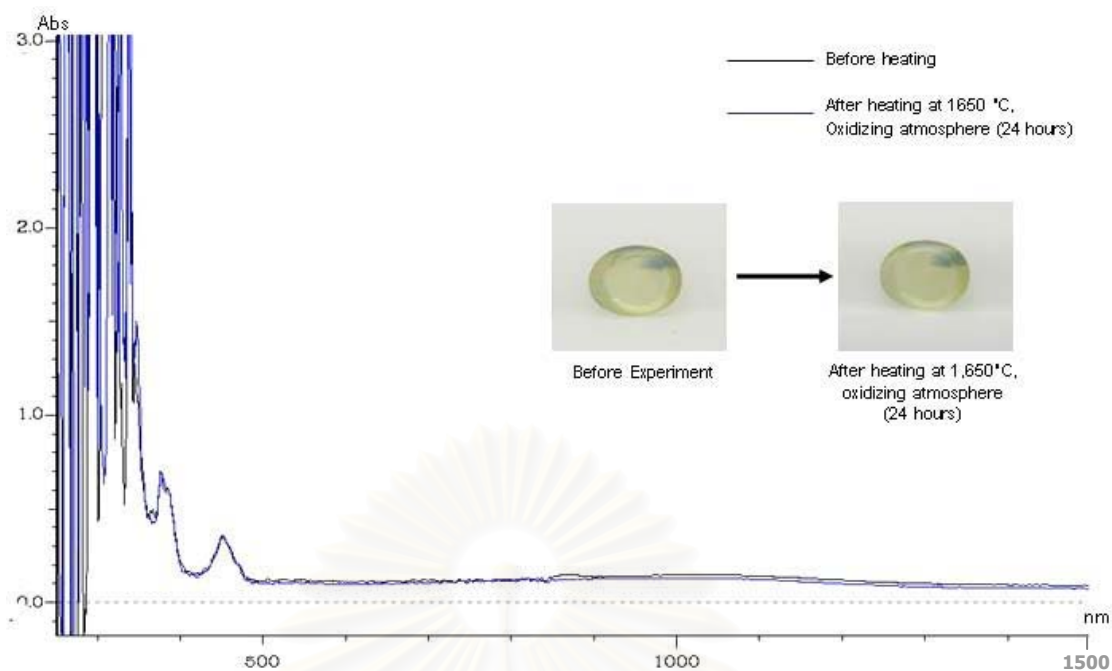 Abs
3.0
2.0
1.0
0.0
Before heating
After heating at 1650 °C,
Oxidizing atmosphere (24 hours)
Before Experiment
After heating at 1,650°C,
oxidizing atmosphere
(24 hours)
nm
500
1000
1500